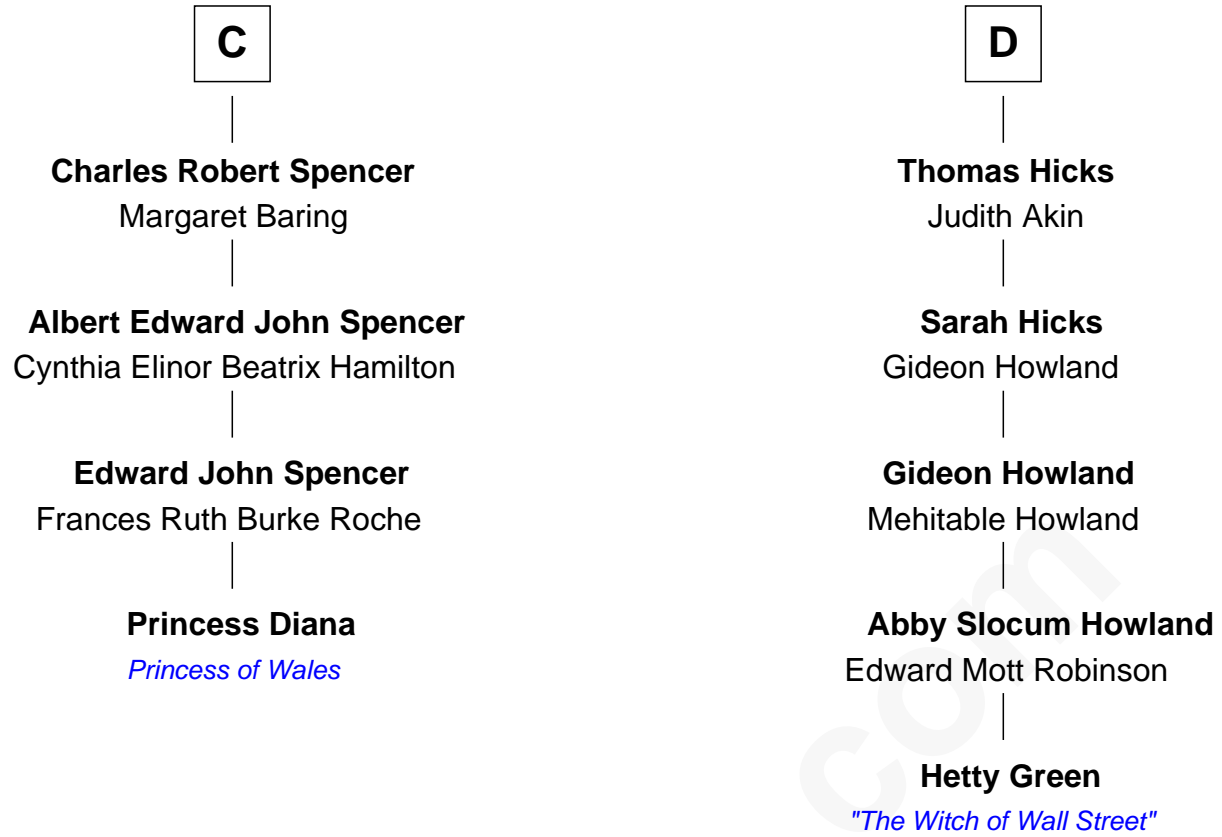 C
Charles Robert Spencer
Margaret Baring
Albert Edward John Spencer
Cynthia Elinor Beatrix Hamilton
Edward John Spencer
Frances Ruth Burke Roche
Princess Diana
Princess of Wales
D
Thomas Hicks
Judith Akin
Sarah Hicks
Gideon Howland
Gideon Howland
Mehitable Howland
Abby Slocum Howland
Edward Mott Robinson
Hetty Green
"The Witch of Wall Street"
com